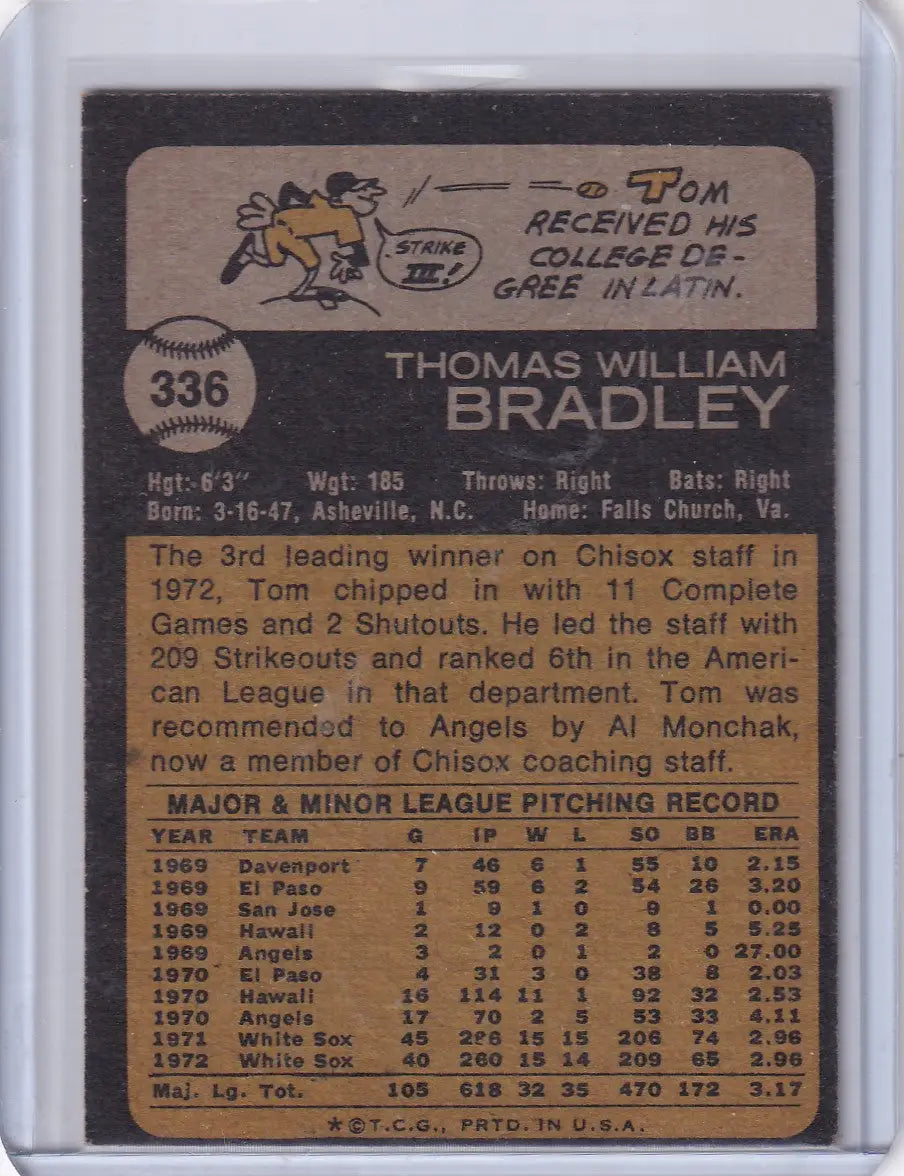 TOM
RECEIVED HIS
COLLEGE DE-
GREE IN LATIN.
STRIKE
III!
336
THOMAS WILLIAM
BRADLEY
Hgt: 6'3" Wgt: 185 Throws: Right Bats: Right
Born: 3-16-47, Asheville, N.C. Home: Falls Church, Va.
The 3rd leading winner on Chisox staff in
1972, Tom chipped in with 11 Complete
Games and 2 Shutouts. He led the staff with
209 Strikeouts and ranked 6th in the Ameri-
can League in that department. Tom was
recommended to Angels by Al Monchak,
now a member of Chisox coaching staff.
MAJOR & MINOR LEAGUE PITCHING RECORD
YEAR TEAM G IP W L SO BB ERA
1969 Davenport 7 46 6 1 55 10 2.15
1969 El Paso 9 59 6 2 54 26 3.20
1969 San Jose 1 9 1 0 9 1 0.00
1969 Hawaii 2 12 0 2 8 5 5.25
1969 Angels 3 2 0 1 2 0 27.00
1970 El Paso 4 31 3 0 38 8 2.03
1970 Hawaii 16 114 11 1 92 32 2.53
1970 Angels 17 70 2 5 53 33 4.11
1971 White Sox 45 286 15 15 206 74 2.96
1972 White Sox 40 260 15 14 209 65 2.96
Maj. Lg. Tot. 105 618 32 35 470 172 3.17
*©T.C.G., PRTD. IN U.S.A.